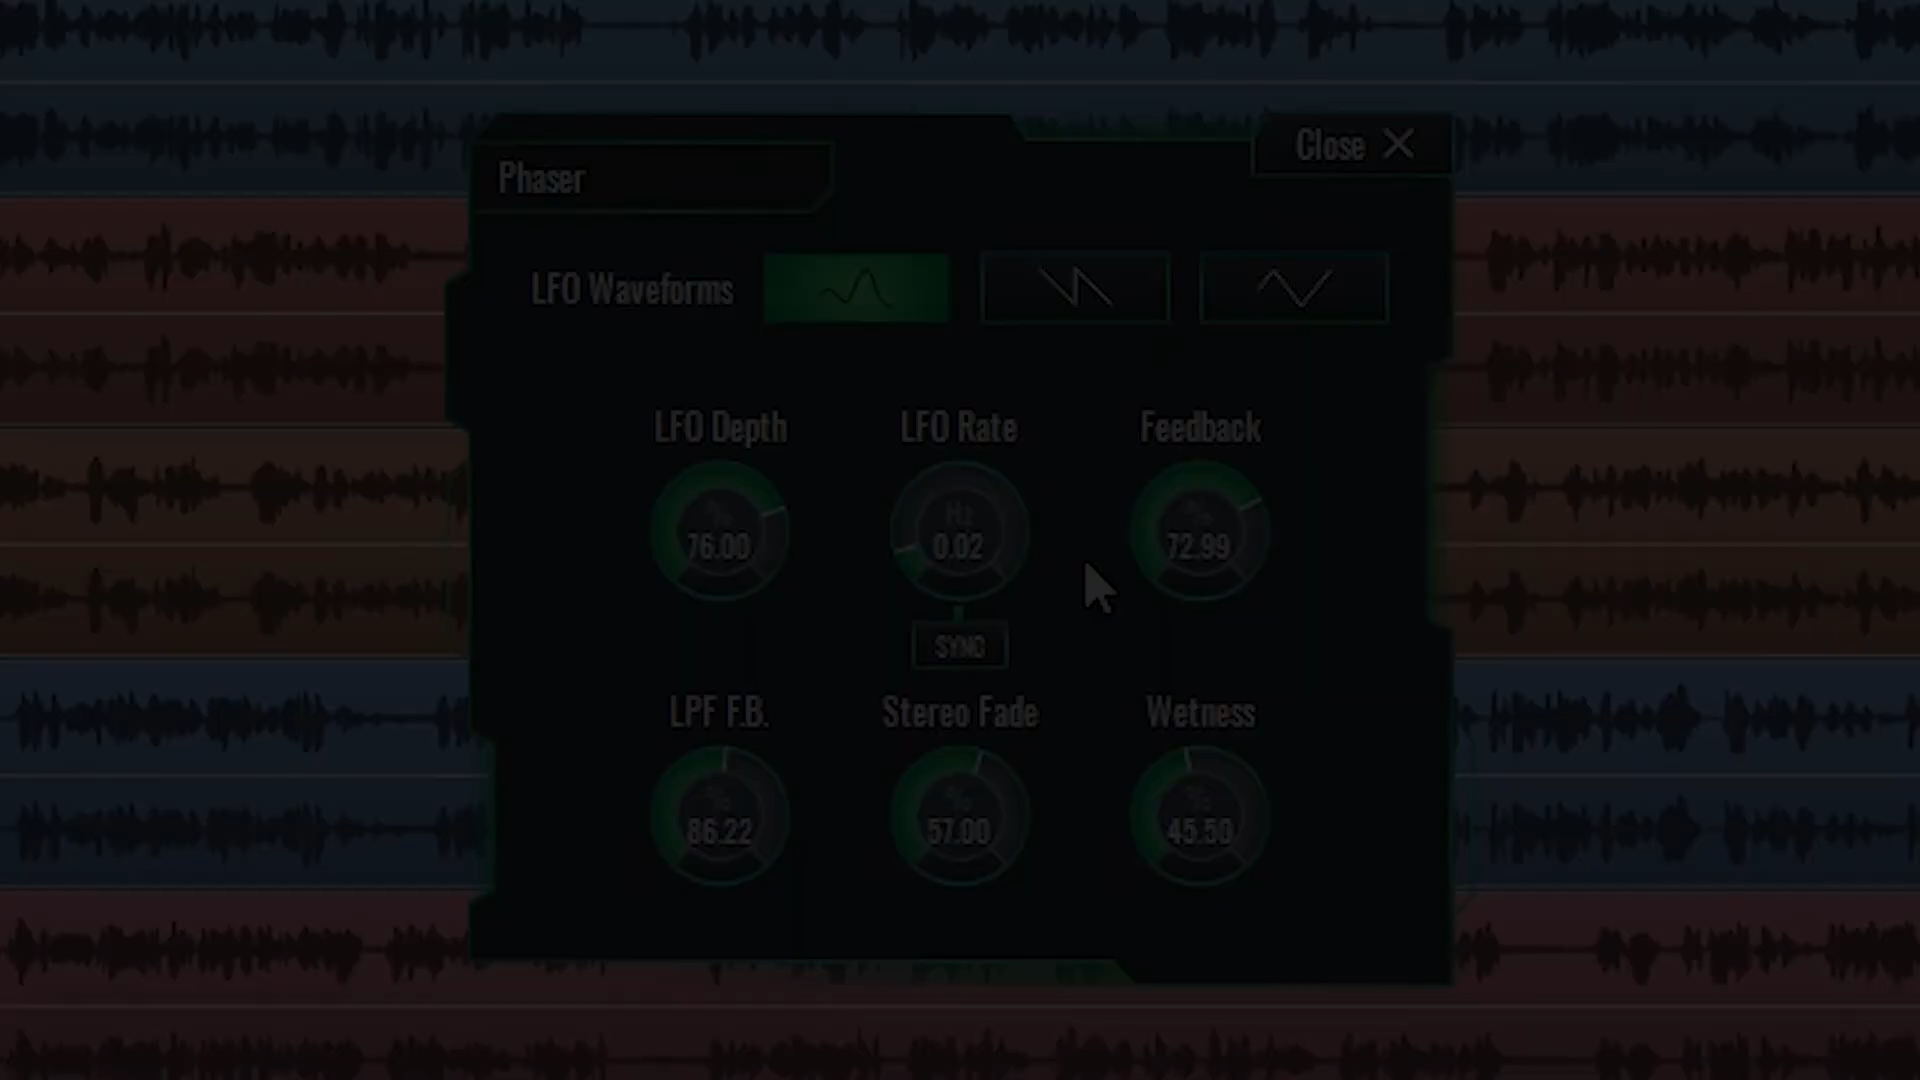 Close
Phaser
LFO Waveforms
LFO Depth LFO Rate Feedback
% Hz %
76.00 0.02 72.99
SYNC
LPF F.B. Stereo Fade Wetness
% % %
86.22 57.00 45.50